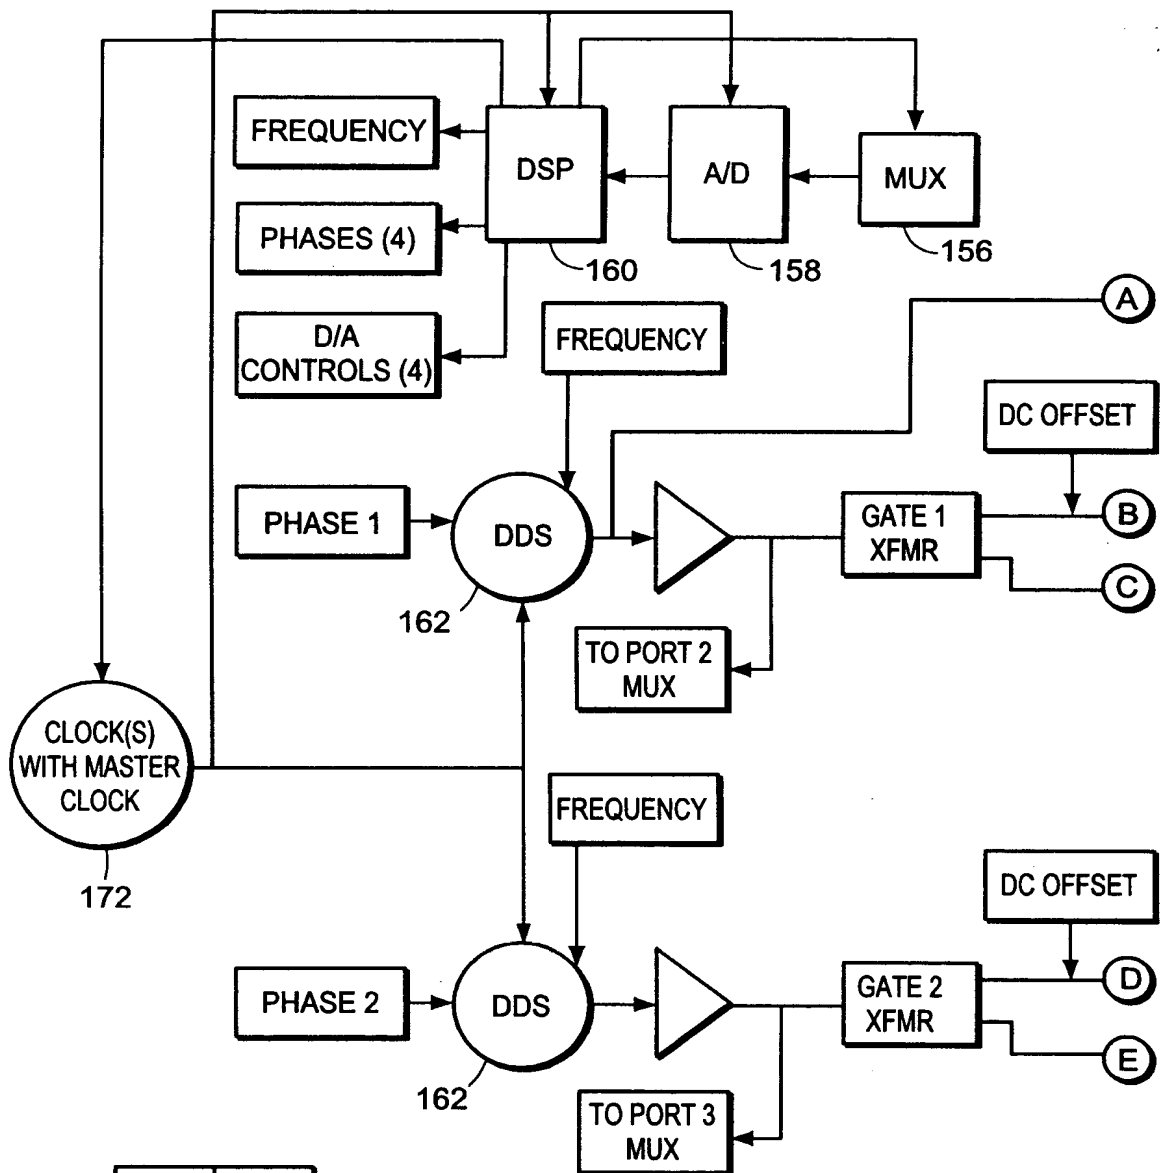 FREQUENCY
DSP
A/D
MUX
PHASES (4)
160
158
156
D/A
CONTROLS (4)
FREQUENCY
A
DC OFFSET
PHASE 1
DDS
GATE 1
XFMR
B
C
162
TO PORT 2
MUX
CLOCK(S)
WITH MASTER
CLOCK
172
FREQUENCY
DC OFFSET
PHASE 2
DDS
GATE 2
XFMR
D
E
162
TO PORT 3
MUX